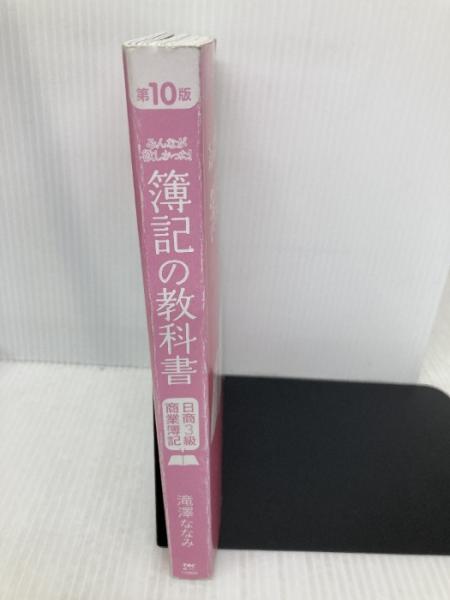 第10版
みんなが
欲しかった!
簿記の教科書
日商3級
商業簿記
滝澤ななみ
TAC